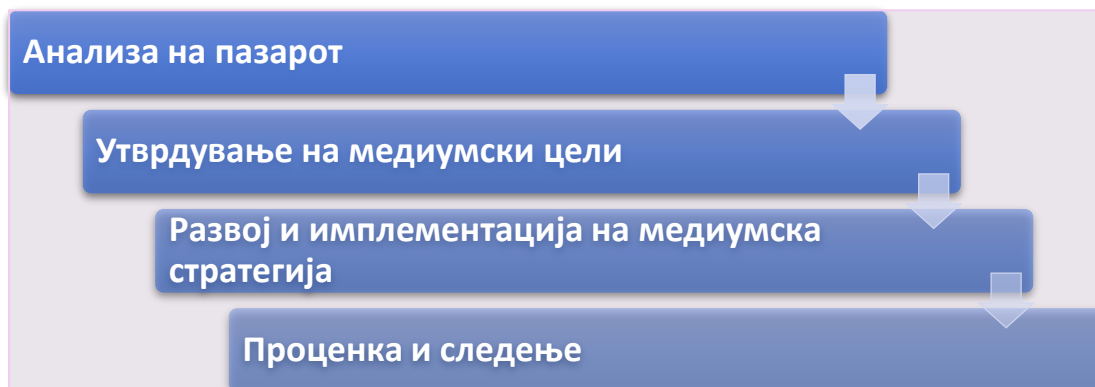 Анализа на пазарот
Утврдување на медиумски цели
Развој и имплементација на медиумска
стратегија
Проценка и следење